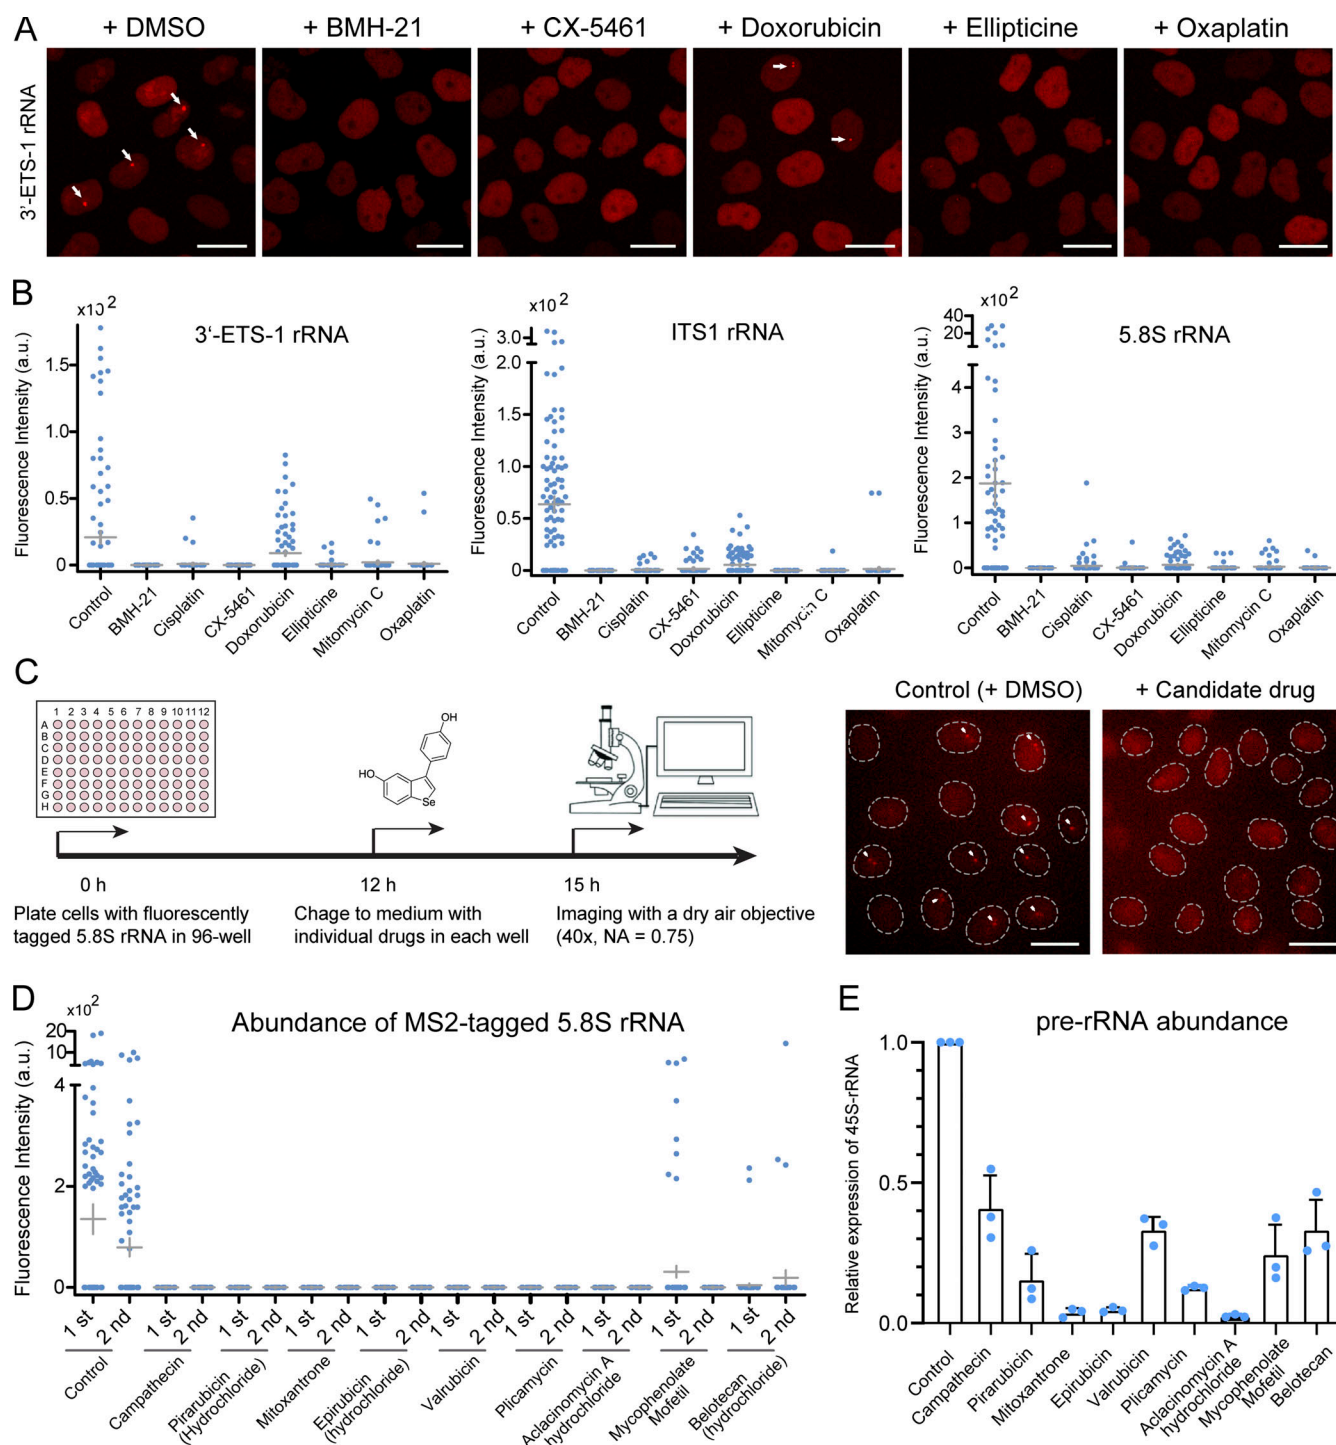 A
+ DMSO
+ BMH-21
+ CX-5461
+ Doxorubicin
+ Ellipticine
+ Oxaplatin
3'-ETS-1 rRNA
B
x10 2
3'-ETS-1 rRNA
Fluorescence Intensity (a.u.)
1.5
1.0
0.5
0
Control
BMH-21
Cisplatin
CX-5461
Doxorubicin
Ellipticine
Mitomycin C
Oxaplatin
x10 2
ITS1 rRNA
Fluorescence Intensity (a.u.)
3.0
2.0
1.5
1.0
0.5
0
Control
BMH-21
Cisplatin
CX-5461
Doxorubicin
Ellipticine
Mitomycin C
Oxaplatin
x10 2
5.8S rRNA
Fluorescence Intensity (a.u.)
40
20
4
3
2
1
0
Control
BMH-21
Cisplatin
CX-5461
Doxorubicin
Ellipticine
Mitomycin C
Oxaplatin
C
1 2 3 4 5 6 7 8 9 10 11 12
A
B
C
D
E
F
G
H
OH
HO
Se
0 h
12 h
15 h
Plate cells with fluorescently
tagged 5.8S rRNA in 96-well
Chage to medium with
individual drugs in each well
Imaging with a dry air objective
(40x, NA = 0.75)
Control (+ DMSO)
+ Candidate drug
D
x10 2
Abundance of MS2-tagged 5.8S rRNA
Fluorescence Intensity (a.u.)
20
10
4
2
0
1 st
2 nd
1 st
2 nd
1 st
2 nd
1 st
2 nd
1 st
2 nd
1 st
2 nd
1 st
2 nd
1 st
2 nd
1 st
2 nd
1 st
2 nd
Control
Campathecin
Pirarubicin
(Hydrochloride)
Mitoxantrone
Epirubicin
(hydrochloride)
Valrubicin
Plicamycin
Aclacinomycin A
hydrochloride
Mycophenolate
Mofetil
Belotecan
(hydrochloride)
E
pre-rRNA abundance
Relative expression of 45S-rRNA
1.0
0.5
0.0
Control
Campathecin
Pirarubicin
Mitoxantrone
Epirubicin
Valrubicin
Plicamycin
Aclacinomycin A
hydrochloride
Mycophenolate
Mofetil
Belotecan